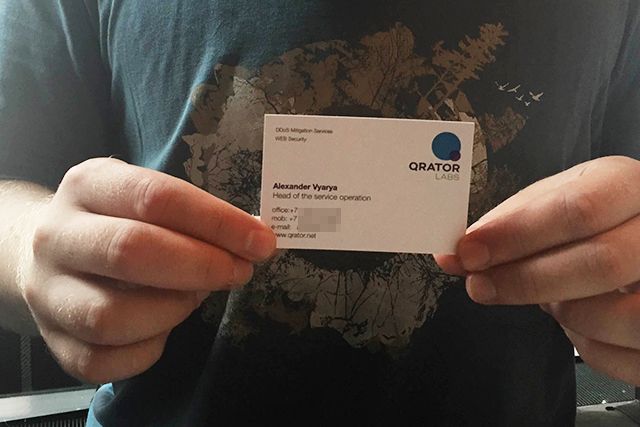 DDoS Mitigation Services
WEB Security
QRATOR
LABS
Alexander Vyarya
Head of the service operation
office:+7
mob: +7
e-mail:
www.qrator.net